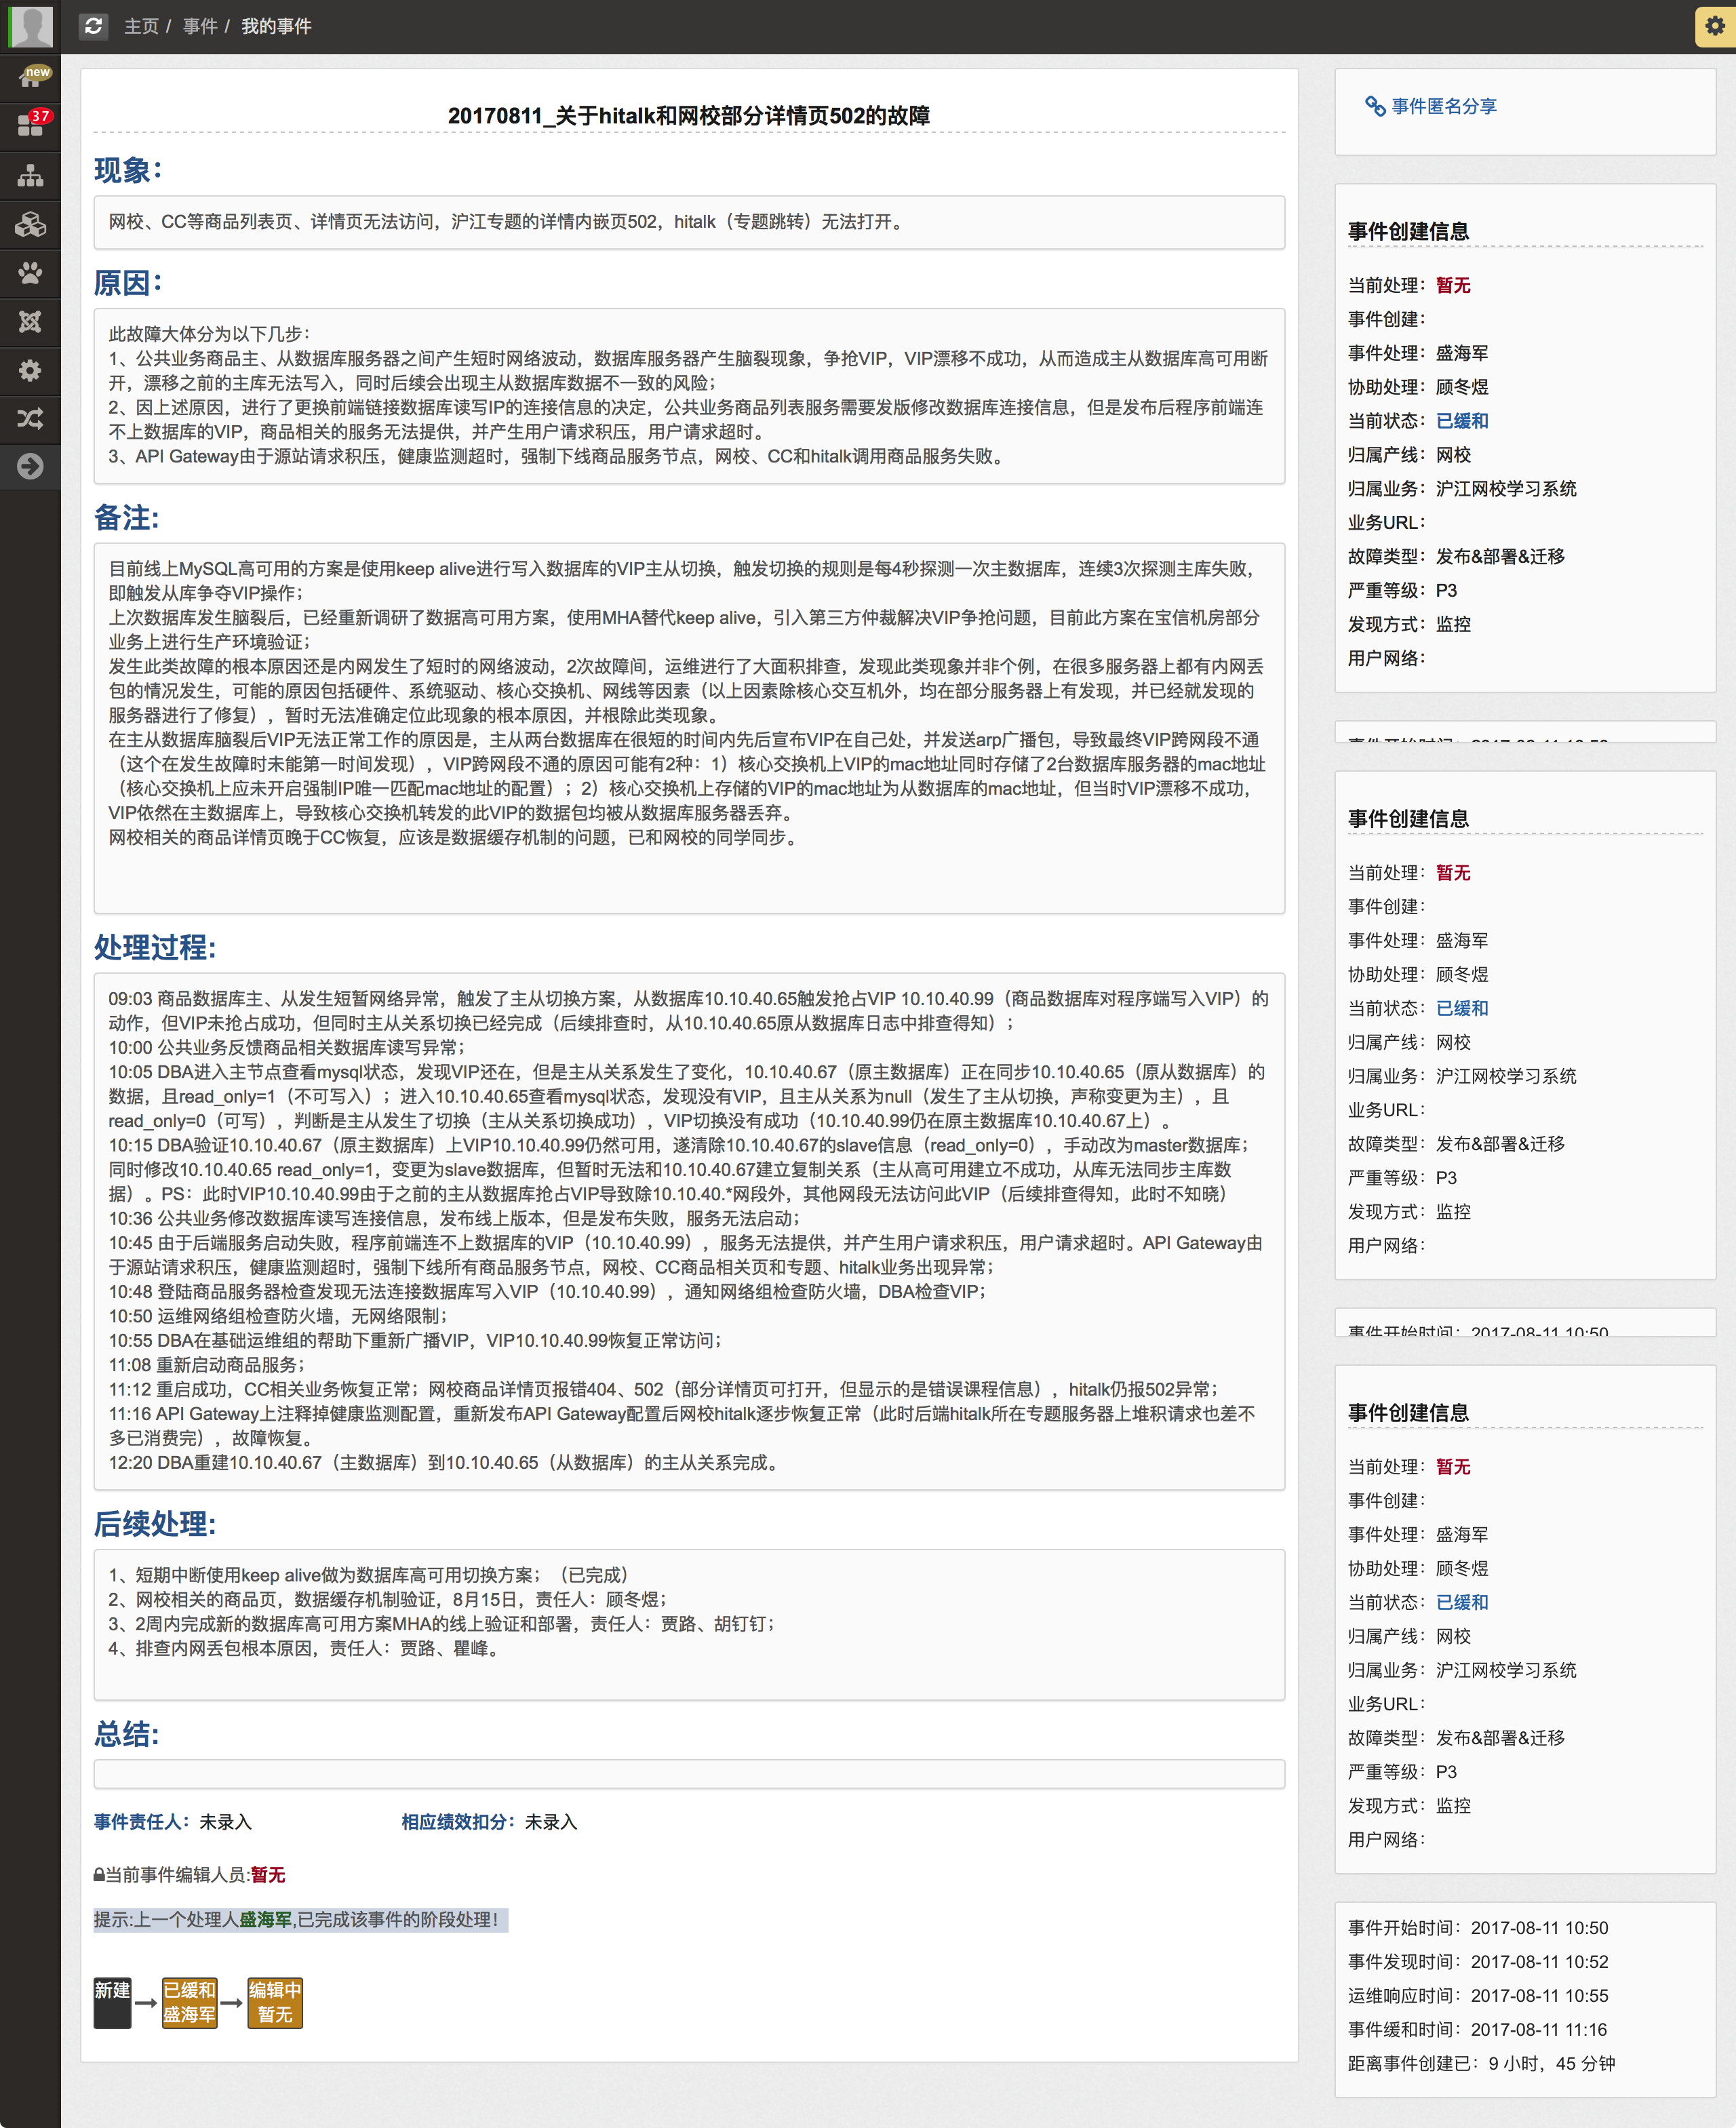 主页 / 事件 / 我的事件
new
37
20170811_关于hitalk和网校部分详情页502的故障
现象：
网校、CC等商品列表页、详情页无法访问，沪江专题的详情内嵌页502，hitalk（专题跳转）无法打开。
原因：
此故障大体分为以下几步：
1、公共业务商品主、从数据库服务器之间产生短时网络波动，数据库服务器产生脑裂现象，争抢VIP，VIP漂移不成功，从而造成主从数据库高可用断
开，漂移之前的主库无法写入，同时后续会出现主从数据库数据不一致的风险；
2、因上述原因，进行了更换前端链接数据库读写IP的连接信息的决定，公共业务商品列表服务需要发版修改数据库连接信息，但是发布后程序前端连
不上数据库的VIP，商品相关的服务无法提供，并产生用户请求积压，用户请求超时。
3、API Gateway由于源站请求积压，健康监测超时，强制下线商品服务节点，网校、CC和hitalk调用商品服务失败。
备注:
目前线上MySQL高可用的方案是使用keep alive进行写入数据库的VIP主从切换，触发切换的规则是每4秒探测一次主数据库，连续3次探测主库失败，
即触发从库争夺VIP操作；
上次数据库发生脑裂后，已经重新调研了数据高可用方案，使用MHA替代keep alive，引入第三方仲裁解决VIP争抢问题，目前此方案在宝信机房部分
业务上进行生产环境验证；
发生此类故障的根本原因还是内网发生了短时的网络波动，2次故障间，运维进行了大面积排查，发现此类现象并非个例，在很多服务器上都有内网丢
包的情况发生，可能的原因包括硬件、系统驱动、核心交换机、网线等因素（以上因素除核心交互机外，均在部分服务器上有发现，并已经就发现的
服务器进行了修复），暂时无法准确定位此现象的根本原因，并根除此类现象。
在主从数据库脑裂后VIP无法正常工作的原因是，主从两台数据库在很短的时间内先后宣布VIP在自己处，并发送arp广播包，导致最终VIP跨网段不通
（这个在发生故障时未能第一时间发现），VIP跨网段不通的原因可能有2种：1）核心交换机上VIP的mac地址同时存储了2台数据库服务器的mac地址
（核心交换机上应未开启强制IP唯一匹配mac地址的配置）；2）核心交换机上存储的VIP的mac地址为从数据库的mac地址，但当时VIP漂移不成功，
VIP依然在主数据库上，导致核心交换机转发的此VIP的数据包均被从数据库服务器丢弃。
网校相关的商品详情页晚于CC恢复，应该是数据缓存机制的问题，已和网校的同学同步。
处理过程:
09:03 商品数据库主、从发生短暂网络异常，触发了主从切换方案，从数据库10.10.40.65触发抢占VIP 10.10.40.99（商品数据库对程序端写入VIP）的
动作，但VIP未抢占成功，但同时主从关系切换已经完成（后续排查时，从10.10.40.65原从数据库日志中排查得知）；
10:00 公共业务反馈商品相关数据库读写异常；
10:05 DBA进入主节点查看mysql状态，发现VIP还在，但是主从关系发生了变化，10.10.40.67（原主数据库）正在同步10.10.40.65（原从数据库）的
数据，且read_only=1（不可写入）；进入10.10.40.65查看mysql状态，发现没有VIP，且主从关系为null（发生了主从切换，声称变更为主），且
read_only=0（可写），判断是主从发生了切换（主从关系切换成功），VIP切换没有成功（10.10.40.99仍在原主数据库10.10.40.67上）。
10:15 DBA验证10.10.40.67（原主数据库）上VIP10.10.40.99仍然可用，遂清除10.10.40.67的slave信息（read_only=0），手动改为master数据库；
同时修改10.10.40.65 read_only=1，变更为slave数据库，但暂时无法和10.10.40.67建立复制关系（主从高可用建立不成功，从库无法同步主库数
据）。PS：此时VIP10.10.40.99由于之前的主从数据库抢占VIP导致除10.10.40.*网段外，其他网段无法访问此VIP（后续排查得知，此时不知晓）
10:36 公共业务修改数据库读写连接信息，发布线上版本，但是发布失败，服务无法启动；
10:45 由于后端服务启动失败，程序前端连不上数据库的VIP（10.10.40.99），服务无法提供，并产生用户请求积压，用户请求超时。API Gateway由
于源站请求积压，健康监测超时，强制下线所有商品服务节点，网校、CC商品相关页和专题、hitalk业务出现异常；
10:48 登陆商品服务器检查发现无法连接数据库写入VIP（10.10.40.99），通知网络组检查防火墙，DBA检查VIP；
10:50 运维网络组检查防火墙，无网络限制；
10:55 DBA在基础运维组的帮助下重新广播VIP，VIP10.10.40.99恢复正常访问；
11:08 重新启动商品服务；
11:12 重启成功，CC相关业务恢复正常；网校商品详情页报错404、502（部分详情页可打开，但显示的是错误课程信息），hitalk仍报502异常；
11:16 API Gateway上注释掉健康监测配置，重新发布API Gateway配置后网校hitalk逐步恢复正常（此时后端hitalk所在专题服务器上堆积请求也差不
多已消费完），故障恢复。
12:20 DBA重建10.10.40.67（主数据库）到10.10.40.65（从数据库）的主从关系完成。
后续处理:
1、短期中断使用keep alive做为数据库高可用切换方案；（已完成）
2、网校相关的商品页，数据缓存机制验证，8月15日，责任人：顾冬煜；
3、2周内完成新的数据库高可用方案MHA的线上验证和部署，责任人：贾路、胡钉钉；
4、排查内网丢包根本原因，责任人：贾路、瞿峰。
总结:
事件责任人：未录入 相应绩效扣分：未录入
当前事件编辑人员:暂无
提示:上一个处理人盛海军,已完成该事件的阶段处理！
新建
已缓和
盛海军
编辑中
暂无
事件匿名分享
事件创建信息
当前处理：暂无
事件创建：
事件处理：盛海军
协助处理：顾冬煜
当前状态：已缓和
归属产线：网校
归属业务：沪江网校学习系统
业务URL：
故障类型：发布&部署&迁移
严重等级：P3
发现方式：监控
用户网络：
事件创建信息
当前处理：暂无
事件创建：
事件处理：盛海军
协助处理：顾冬煜
当前状态：已缓和
归属产线：网校
归属业务：沪江网校学习系统
业务URL：
故障类型：发布&部署&迁移
严重等级：P3
发现方式：监控
用户网络：
事件开始时间：2017-08-11 10:50
事件创建信息
当前处理：暂无
事件创建：
事件处理：盛海军
协助处理：顾冬煜
当前状态：已缓和
归属产线：网校
归属业务：沪江网校学习系统
业务URL：
故障类型：发布&部署&迁移
严重等级：P3
发现方式：监控
用户网络：
事件开始时间：2017-08-11 10:50
事件发现时间：2017-08-11 10:52
运维响应时间：2017-08-11 10:55
事件缓和时间：2017-08-11 11:16
距离事件创建已：9 小时，45 分钟